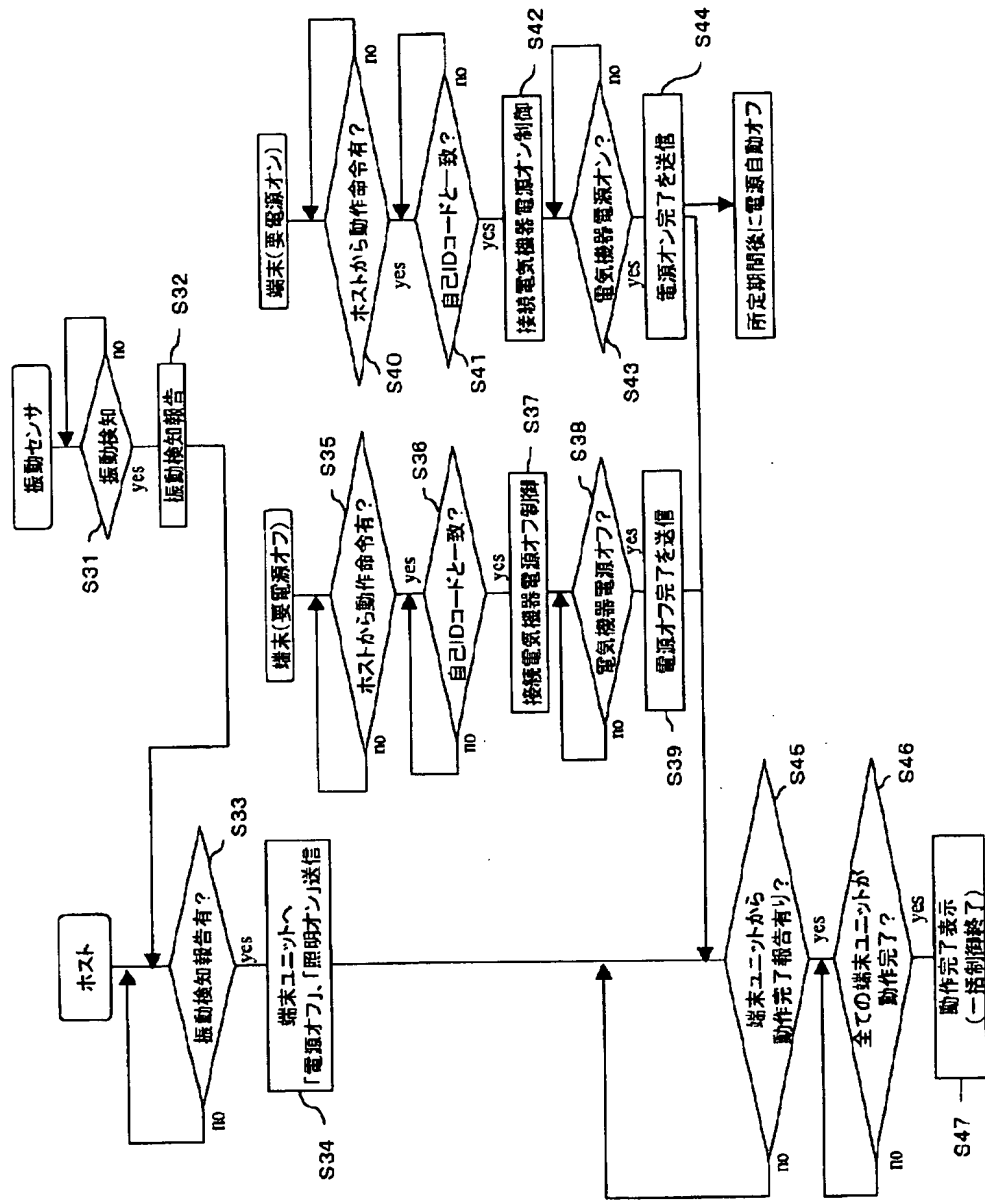 ホスト
振動検知報告有?
S33
no
yes
端末ユニットへ
「電源オフ」、「照明オン」送信
S34
端末ユニットから
動作完了報告有り?
S45
no
yes
全ての端末ユニットが
動作完了?
S46
no
yes
動作完了表示
(一括制御終了)
S47
振動センサ
振動検知
S31
no
yes
振動検知報告
S32
端末(要電源オフ)
ホストから動作命令有?
S35
no
yes
自己IDコードと一致?
S36
no
yes
接続電気機器電源オフ制御
S37
電気機器電源オフ?
S38
no
yes
電源オフ完了を送信
S39
端末(要電源オン)
ホストから動作命令有?
S40
no
yes
自己IDコードと一致?
S41
no
yes
接続電気機器電源オン制御
S42
電気機器電源オン?
S43
no
yes
電源オン完了を送信
S44
所定期間後に電源自動オフ